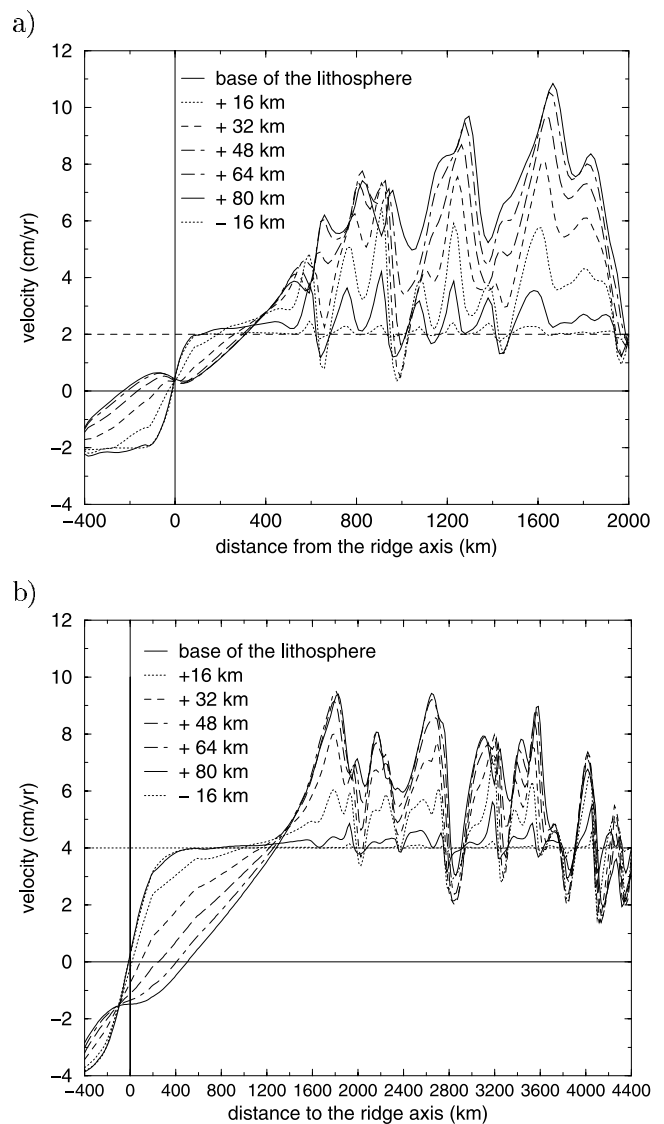 a)
12
10
8
6
4
2
0
−2
−4
velocity (cm/yr)
base of the lithosphere
+ 16 km
+ 32 km
+ 48 km
+ 64 km
+ 80 km
− 16 km
−400 0 400 800 1200 1600 2000
distance from the ridge axis (km)
b)
12
10
8
6
4
2
0
−2
−4
velocity (cm/yr)
base of the lithosphere
+16 km
+ 32 km
+ 48 km
+ 64 km
+ 80 km
− 16 km
−400 0 400 800 1200 1600 2000 2400 2800 3200 3600 4000 4400
distance to the ridge axis (km)